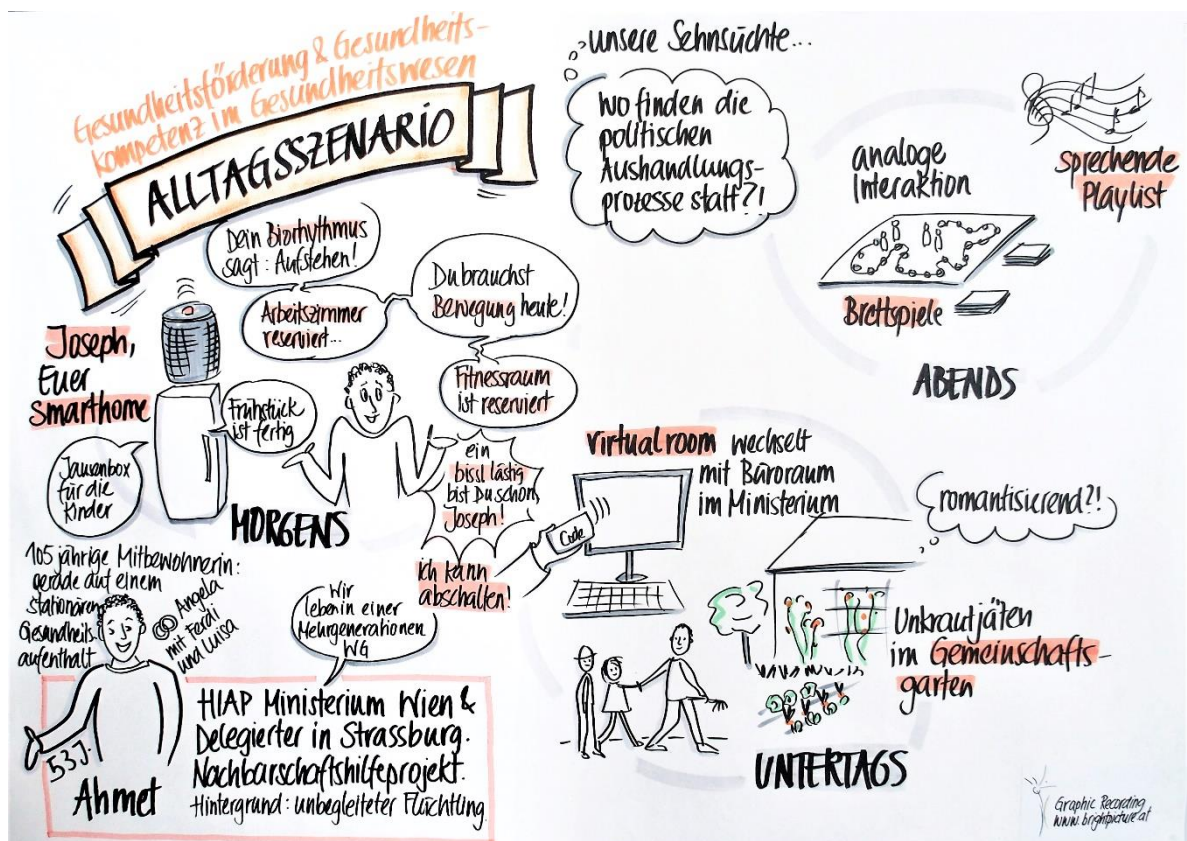 Gesundheitsförderung & Gesundheits-
kompetenz im Gesundheitswesen
ALLTAGSSZENARIO
Dein Biorhythmus
sagt: Aufstehen!
Arbeitszimmer
reserviert...
Du brauchst
Bewegung heute!
Fitnessraum
ist reserviert
Joseph,
Euer
Smarthome
Frühstück
ist fertig
Jausenbox
für die
Kinder
ein
bissl lästig
bist Du schon,
Joseph!
ich kann
abschalten!
MORGENS
105 jährige Mitbewohnerin:
gerade auf einem
stationären
Gesundheits-
aufenthalt
Angela
mit Ferdi
und Luisa
Wir
leben in einer
Mehrgenerationen
WG
53 J.
Ahmet
HIAP Ministerium Wien &
Delegierter in Strassburg.
Nachbarschaftshilfeprojekt.
Hintergrund: unbegleiteter Flüchtling
unsere Sehnsüchte...
wo finden die
politischen
Aushandlungs-
prozesse statt?!
analoge
Interaktion
sprechende
Playlist
Brettspiele
ABENDS
virtual room wechselt
mit Büroraum
im Ministerium
Code
romantisierend?!
Unkrautjäten
im Gemeinschafts-
garten
UNTERTAGS
Graphic Recording
www.brightpicture.at